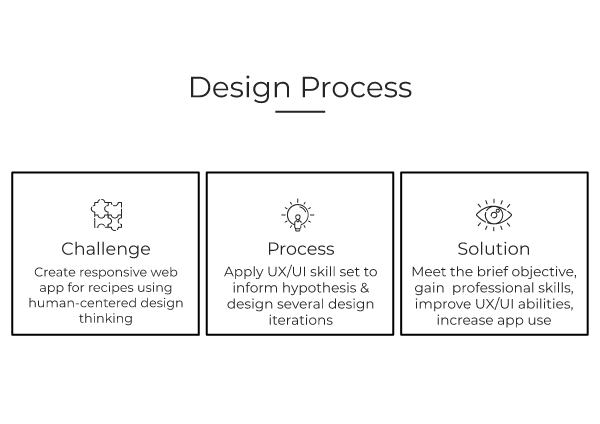 Design Process
Challenge
Create responsive web
app for recipes using
human-centered design
thinking
Process
Apply UX/UI skill set to
inform hypothesis &
design several design
iterations
Solution
Meet the brief objective,
gain  professional skills,
improve UX/UI abilities,
increase app use